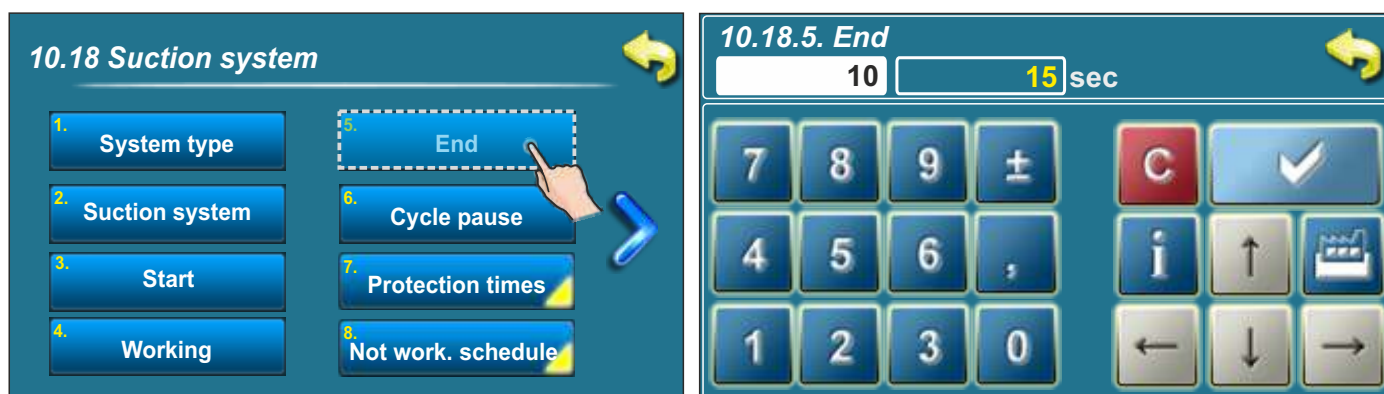 10.18 Suction system
1. System type
2. Suction system
3. Start
4. Working
5. End
6. Cycle pause
7. Protection times
8. Not work. schedule
10.18.5. End
10 15 sec
7 8 9 ± C
4 5 6 , i ↑
1 2 3 0 ← ↓ →